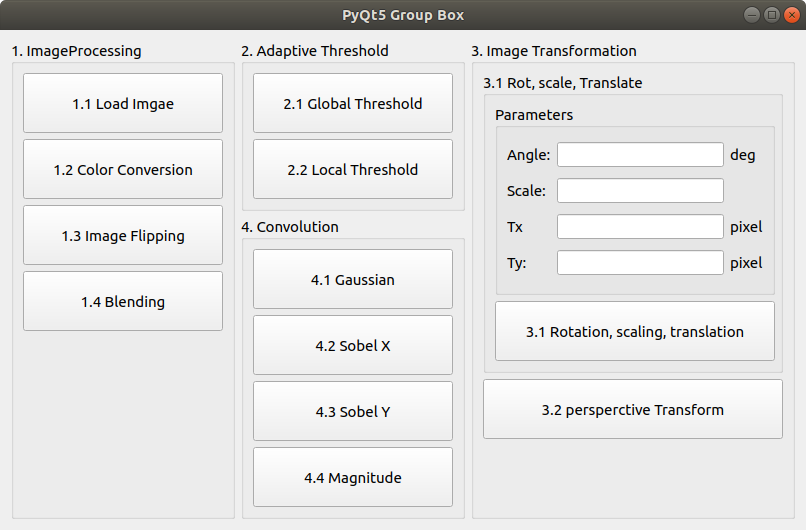 PyQt5 Group Box
1. ImageProcessing
1.1 Load Imgae
1.2 Color Conversion
1.3 Image Flipping
1.4 Blending
2. Adaptive Threshold
2.1 Global Threshold
2.2 Local Threshold
4. Convolution
4.1 Gaussian
4.2 Sobel X
4.3 Sobel Y
4.4 Magnitude
3. Image Transformation
3.1 Rot, scale, Translate
Parameters
Angle: deg
Scale:
Tx pixel
Ty: pixel
3.1 Rotation, scaling, translation
3.2 persperctive Transform